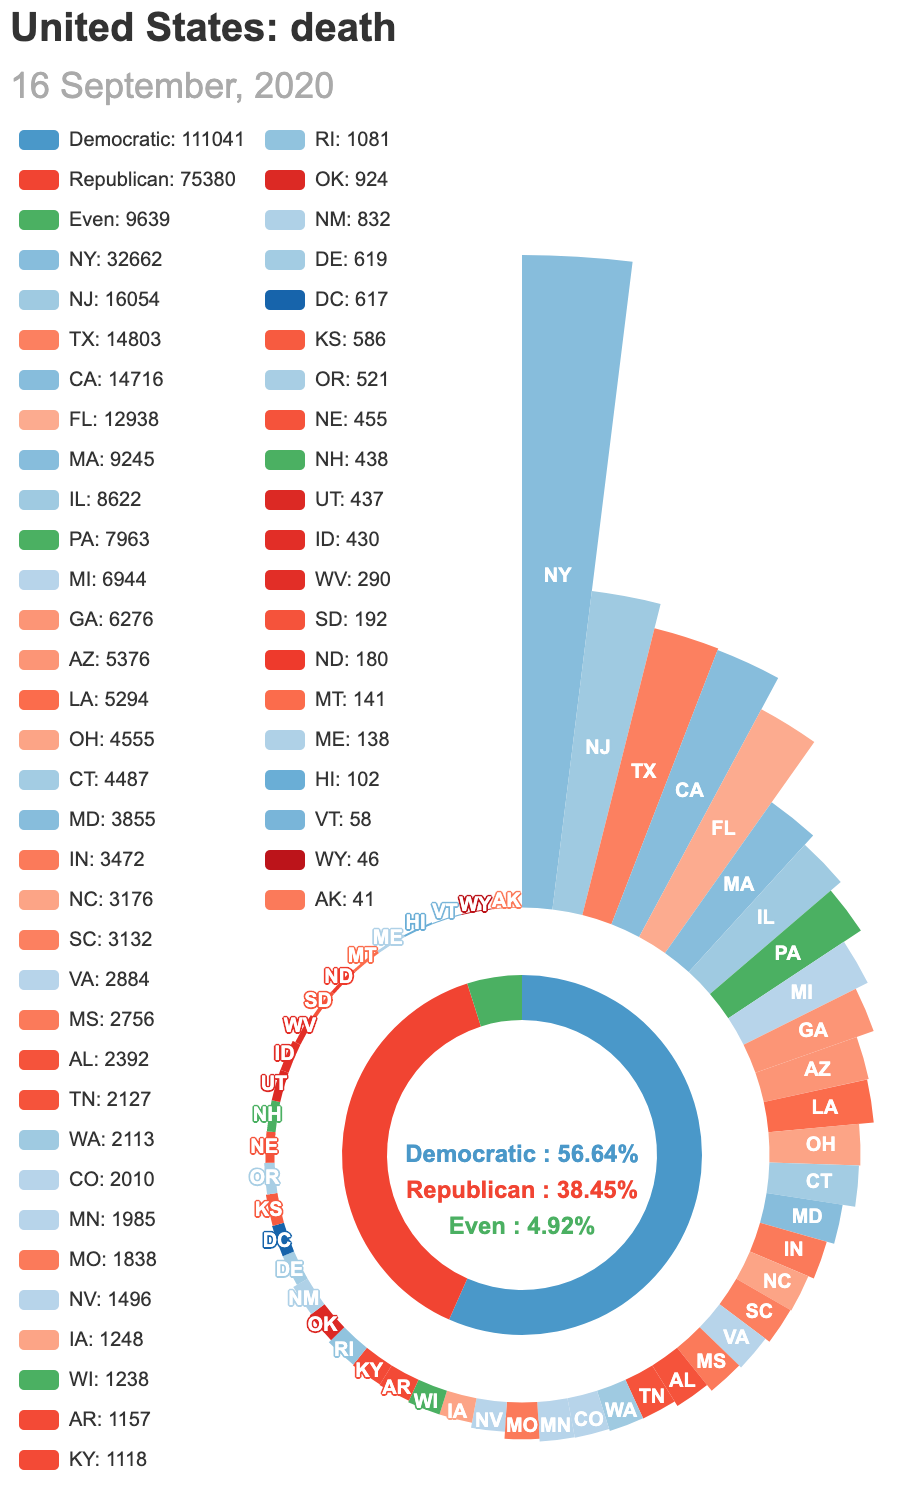 United States: death
16 September, 2020
Democratic: 111041
Republican: 75380
Even: 9639
NY: 32662
NJ: 16054
TX: 14803
CA: 14716
FL: 12938
MA: 9245
IL: 8622
PA: 7963
MI: 6944
GA: 6276
AZ: 5376
LA: 5294
OH: 4555
CT: 4487
MD: 3855
IN: 3472
NC: 3176
SC: 3132
VA: 2884
MS: 2756
AL: 2392
TN: 2127
WA: 2113
CO: 2010
MN: 1985
MO: 1838
NV: 1496
IA: 1248
WI: 1238
AR: 1157
KY: 1118
RI: 1081
OK: 924
NM: 832
DE: 619
DC: 617
KS: 586
OR: 521
NE: 455
NH: 438
UT: 437
ID: 430
WV: 290
SD: 192
ND: 180
MT: 141
ME: 138
HI: 102
VT: 58
WY: 46
AK: 41
NY
NJ
TX
CA
FL
MA
IL
PA
MI
GA
AZ
LA
OH
CT
MD
IN
NC
SC
VA
MS
AL
TN
WA
CO
MN
MO
NV
IA
WI
AR
KY
RI
OK
NM
DE
DC
KS
OR
NE
NH
UT
ID
WV
SD
ND
MT
ME
HI
VT
WY
AK
Democratic : 56.64%
Republican : 38.45%
Even : 4.92%